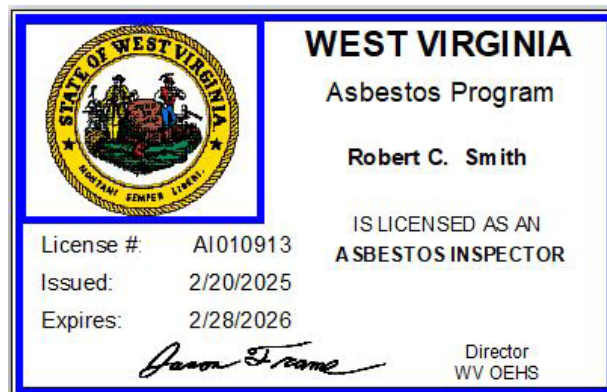 STATE OF WEST VIRGINIA
MONTANI SEMPER LIBERI.
WEST VIRGINIA
Asbestos Program
Robert C. Smith
IS LICENSED AS AN
ASBESTOS INSPECTOR
License #: AI010913
Issued: 2/20/2025
Expires: 2/28/2026
Jason Frame
Director
WV OEHS